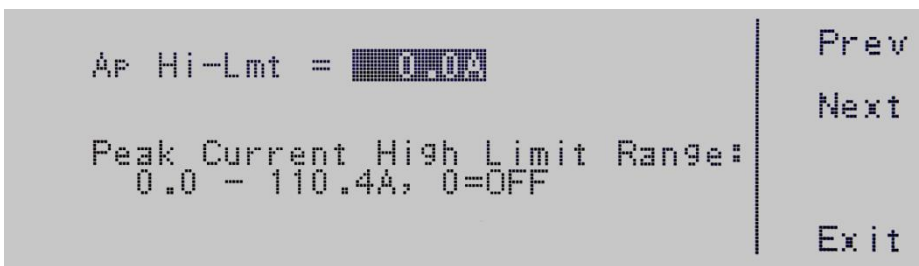 Ap Hi-Lmt = 0.0A
Peak Current High Limit Range:
0.0 - 110.4A, 0=OFF
Prev
Next
Exit